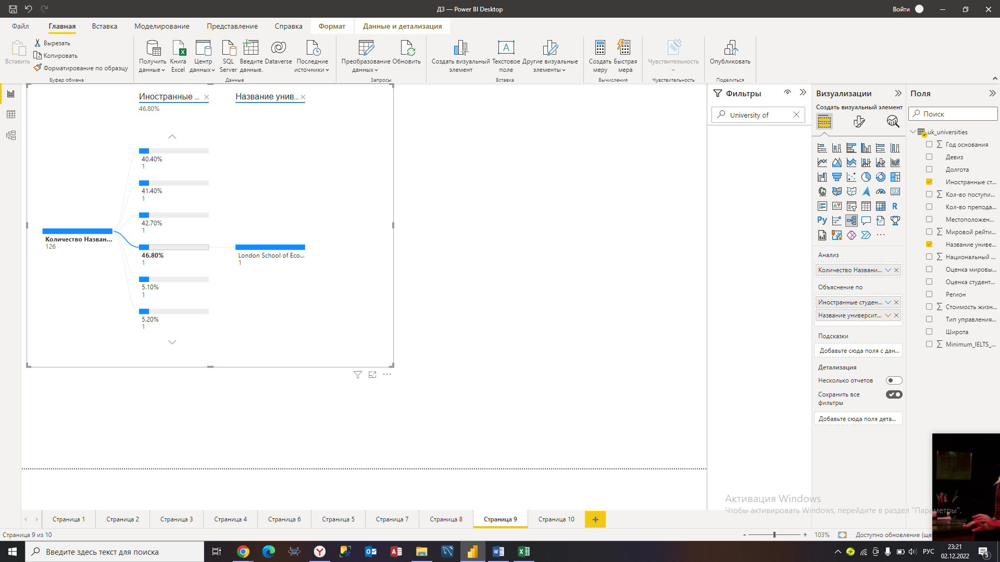 ДЗ — Power BI Desktop
Войти
Файл
Главная
Вставка
Моделирование
Представление
Справка
Формат
Данные и детализация
Вставить
Вырезать
Копировать
Форматирование по образцу
Буфер обмена
Получить данные
Книга Excel
Центр данных
SQL Server
Введите данные.
Dataverse
Последние источники
Данные
Преобразование данных
Обновить
Запросы
Создать визуальный элемент
Текстовое поле
Другие визуальные элементы
Вставка
Создать меру
Быстрая мера
Вычисления
Чувствительность
Чувствительность
Опубликовать
Поделиться
Иностранные ...
46.80%
Название унив...
40.40%
1
41.40%
1
42.70%
1
Количество Назван...
126
46.80%
1
London School of Eco...
1
5.10%
1
5.20%
1
Фильтры
University of
Визуализации
Создать визуальный элемент
Анализ
Количество Названи...
Объяснение по
Иностранные студен...
Название университ...
Подсказки
Добавьте сюда поля с дан...
Детализация
Несколько отчетов
Сохранить все фильтры
Добавьте сюда поля дета...
Поля
Поиск
uk_universities
Год основания
Девиз
Долгота
Иностранные ст...
Кол-во поступи...
Кол-во препода...
Местоположен...
Мировой рейти...
Название униве...
Национальный ...
Оценка мировы...
Оценка студент...
Регион
Стоимость жизн...
Тип управления...
Широта
Minimum_IELTS_...
Активация Windows
Чтобы активировать Windows, перейдите в раздел "Параметры".
Страница 1
Страница 2
Страница 3
Страница 4
Страница 6
Страница 5
Страница 7
Страница 8
Страница 9
Страница 10
Страница 9 из 10
- + 103%
Доступно обновление (ще
Введите здесь текст для поиска
РУС
23:21
02.12.2022
5